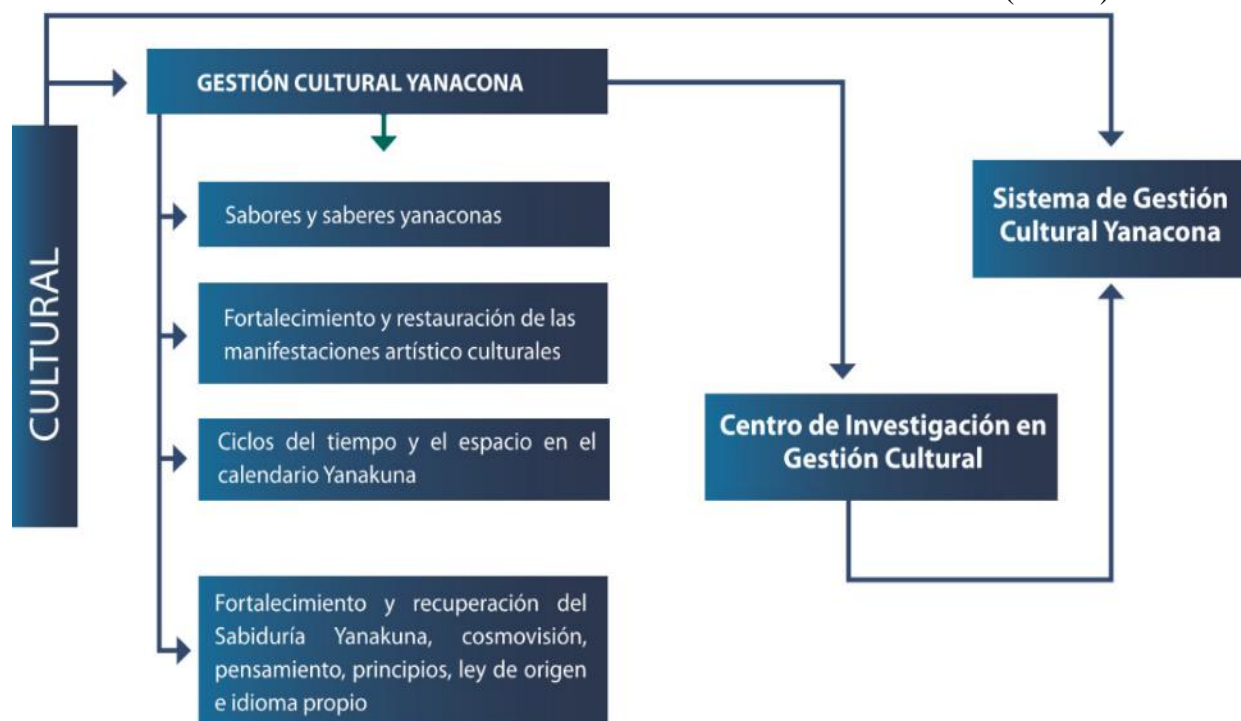 CULTURAL
GESTIÓN CULTURAL YANACONA
Sabores y saberes yanaconas
Fortalecimiento y restauración de las
manifestaciones artístico culturales
Ciclos del tiempo y el espacio en el
calendario Yanakuna
Fortalecimiento y recuperación del
Sabiduría Yanakuna, cosmovisión,
pensamiento, principios, ley de origen
e idioma propio
Centro de Investigación en
Gestión Cultural
Sistema de Gestión
Cultural Yanacona